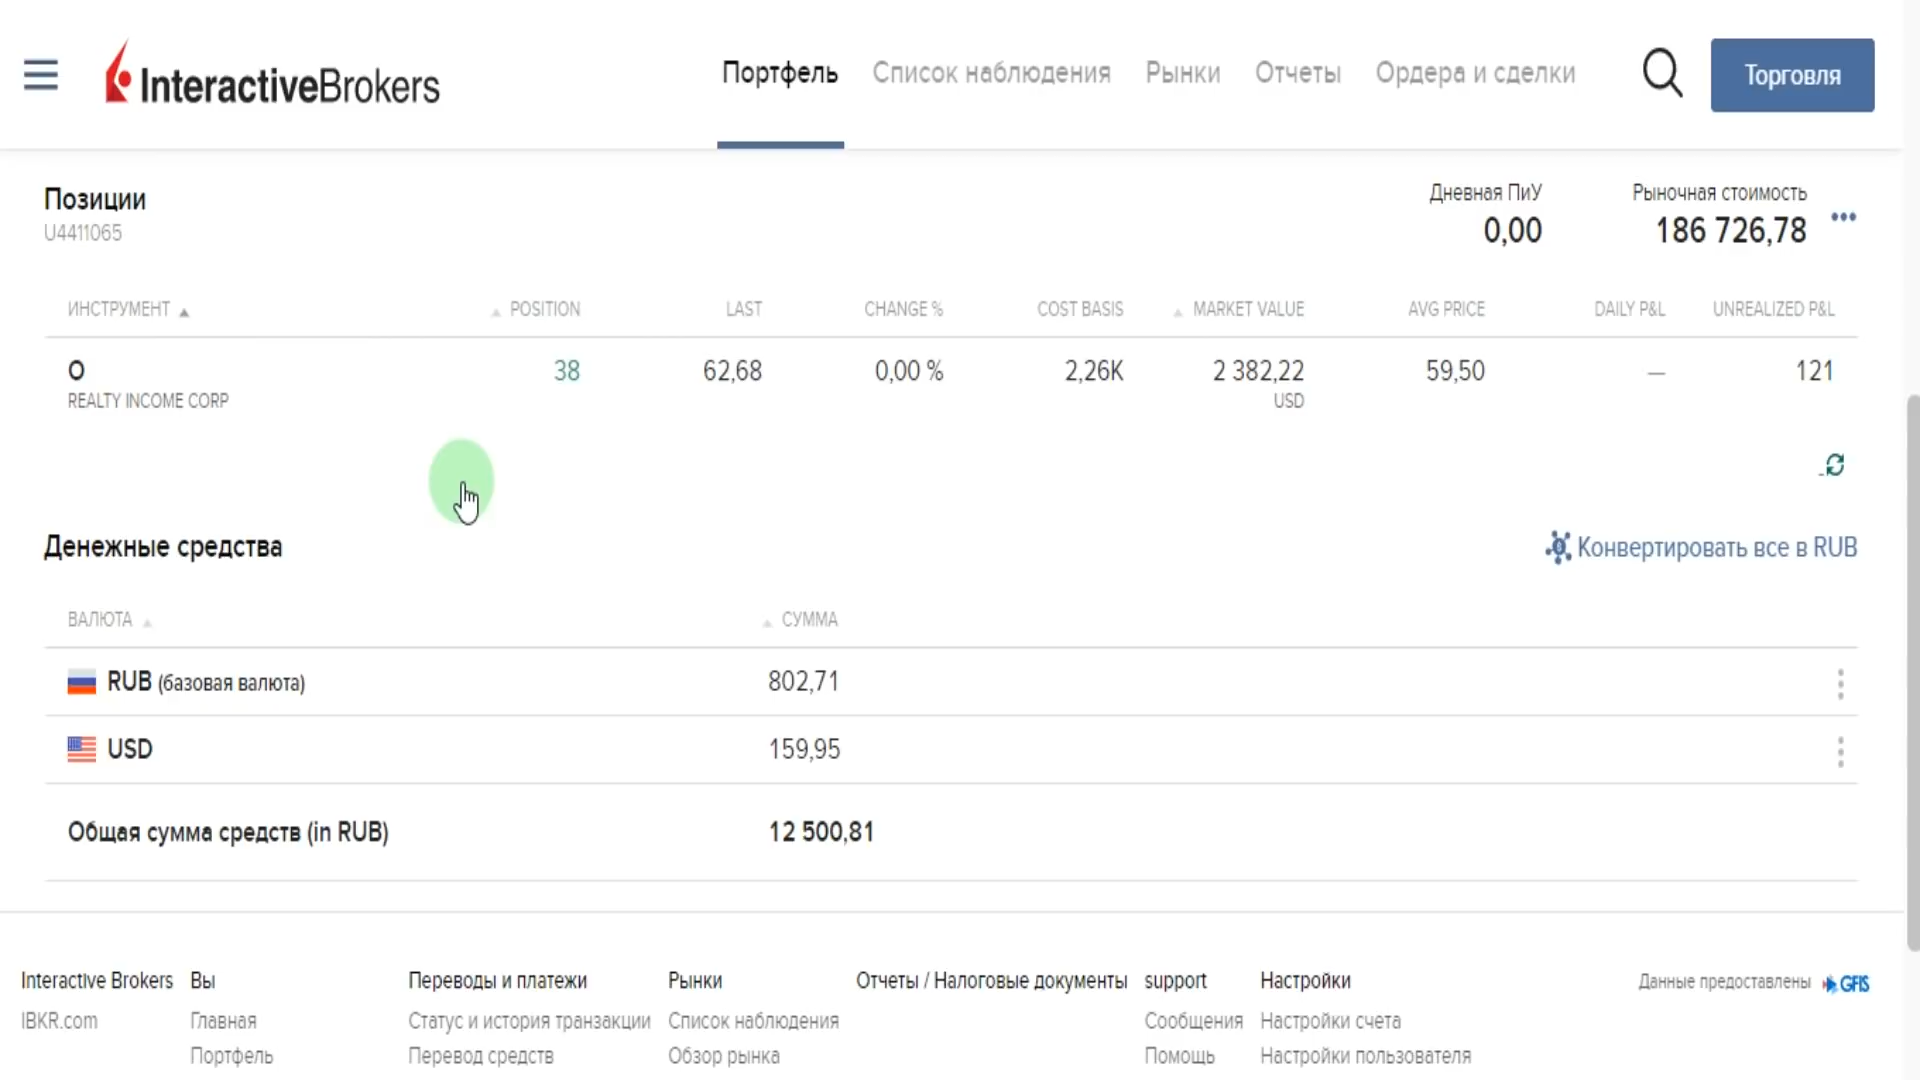 InteractiveBrokers
Портфель Список наблюдения Рынки Отчеты Ордера и сделки Торговля
Позиции
U4411065
Дневная ПиУ Рыночная стоимость
0,00 186 726,78
ИНСТРУМЕНТ POSITION LAST CHANGE % COST BASIS MARKET VALUE AVG PRICE DAILY P&L UNREALIZED P&L
O 38 62,68 0,00 % 2,26K 2 382,22 59,50 — 121
REALTY INCOME CORP USD
Денежные средства Конвертировать все в RUB
ВАЛЮТА СУММА
RUB (базовая валюта) 802,71
USD 159,95
Общая сумма средств (in RUB) 12 500,81
Interactive Brokers Вы Переводы и платежи Рынки Отчеты / Налоговые документы support Настройки Данные предоставлены GFIS
IBKR.com Главная Статус и история транзакции Список наблюдения Сообщения Настройки счета
Портфель Перевод средств Обзор рынка Помощь Настройки пользователя